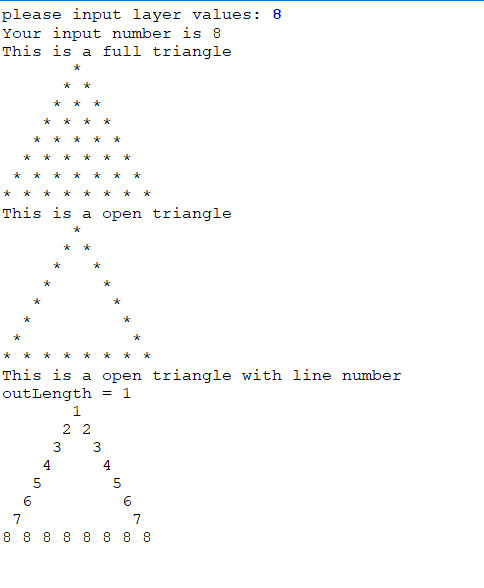 please input layer values: 8
Your input number is 8
This is a full triangle
       *
      * *
     * * *
    * * * *
   * * * * *
  * * * * * *
 * * * * * * *
* * * * * * * *
This is a open triangle
       *
      * *
     *   *
    *     *
   *       *
  *         *
 *           *
* * * * * * * *
This is a open triangle with line number
outLength = 1
       1
      2 2
     3   3
    4     4
   5       5
  6         6
 7           7
8 8 8 8 8 8 8 8